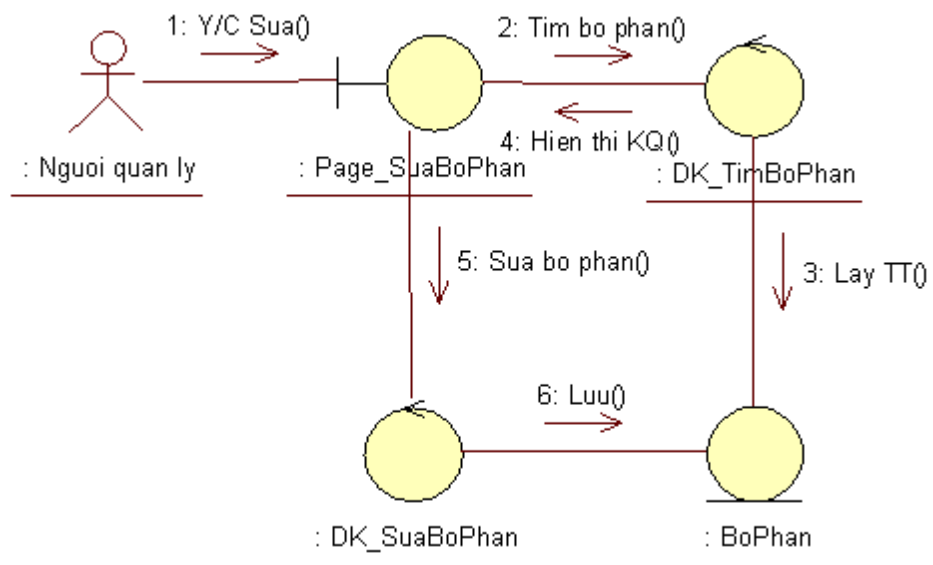 1: Y/C Sua()
2: Tim bo phan()
4: Hien thi KQ()
: Nguoi quan ly
: Page_SuaBoPhan
: DK_TimBoPhan
5: Sua bo phan()
3: Lay TT()
6: Luu()
: DK_SuaBoPhan
: BoPhan